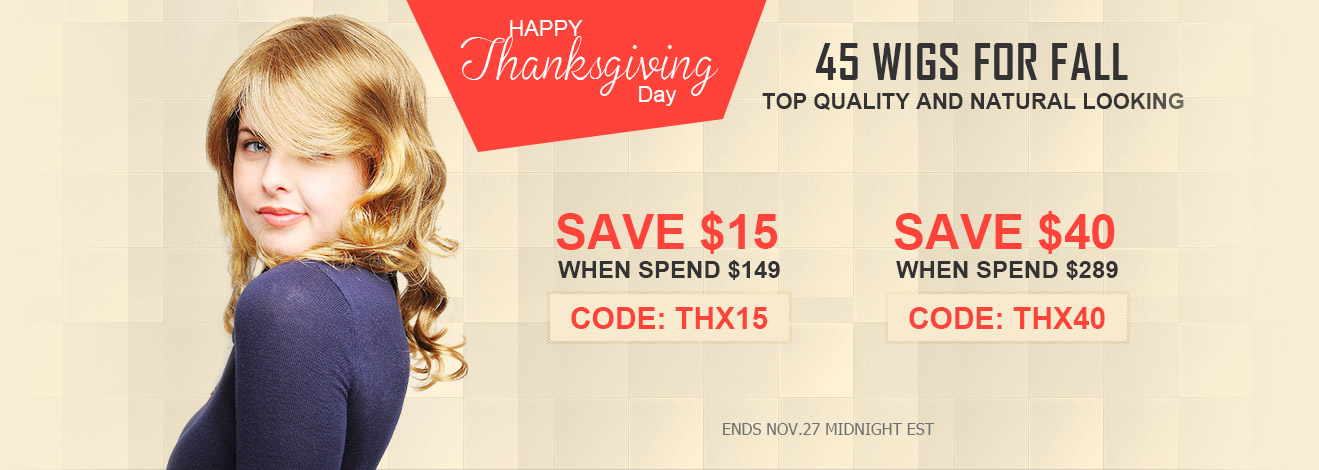 HAPPY
Thanksgiving
Day
45 WIGS FOR FALL
TOP QUALITY AND NATURAL LOOKING
SAVE $15
WHEN SPEND $149
CODE: THX15
SAVE $40
WHEN SPEND $289
CODE: THX40
ENDS NOV.27 MIDNIGHT EST